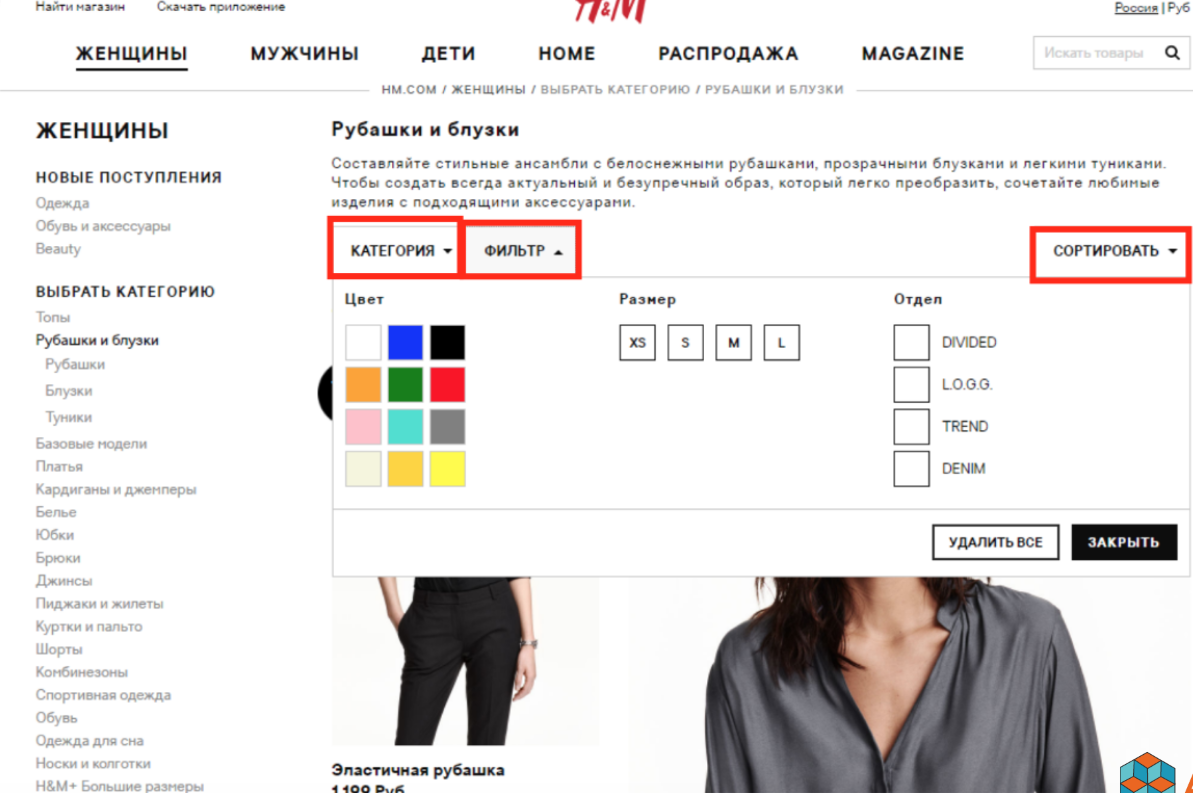 Найти магазин Скачать приложение
H&M
Россия | Руб
ЖЕНЩИНЫ МУЖЧИНЫ ДЕТИ HOME РАСПРОДАЖА MAGAZINE
Искать товары
HM.COM / ЖЕНЩИНЫ / ВЫБРАТЬ КАТЕГОРИЮ / РУБАШКИ И БЛУЗКИ
ЖЕНЩИНЫ
НОВЫЕ ПОСТУПЛЕНИЯ
Одежда
Обувь и аксессуары
Beauty
ВЫБРАТЬ КАТЕГОРИЮ
Топы
Рубашки и блузки
Рубашки
Блузки
Туники
Базовые модели
Платья
Кардиганы и джемперы
Белье
Юбки
Брюки
Джинсы
Пиджаки и жилеты
Куртки и пальто
Шорты
Комбинезоны
Спортивная одежда
Обувь
Одежда для сна
Носки и колготки
H&M+ Большие размеры
Рубашки и блузки
Составляйте стильные ансамбли с белоснежными рубашками, прозрачными блузками и легкими туниками.
Чтобы создать всегда актуальный и безупречный образ, который легко преобразить, сочетайте любимые
изделия с подходящими аксессуарами.
КАТЕГОРИЯ ФИЛЬТР СОРТИРОВАТЬ
Цвет
Размер
XS S M L
Отдел
DIVIDED
L.O.G.G.
TREND
DENIM
УДАЛИТЬ ВСЕ ЗАКРЫТЬ
Эластичная рубашка
1 199 Руб